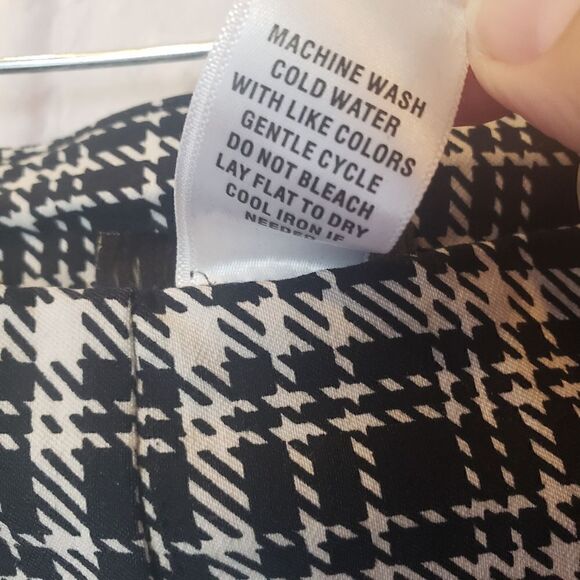 MACHINE WASH
COLD WATER
WITH LIKE COLORS
GENTLE CYCLE
DO NOT BLEACH
LAY FLAT TO DRY
COOL IRON IF
NEEDED